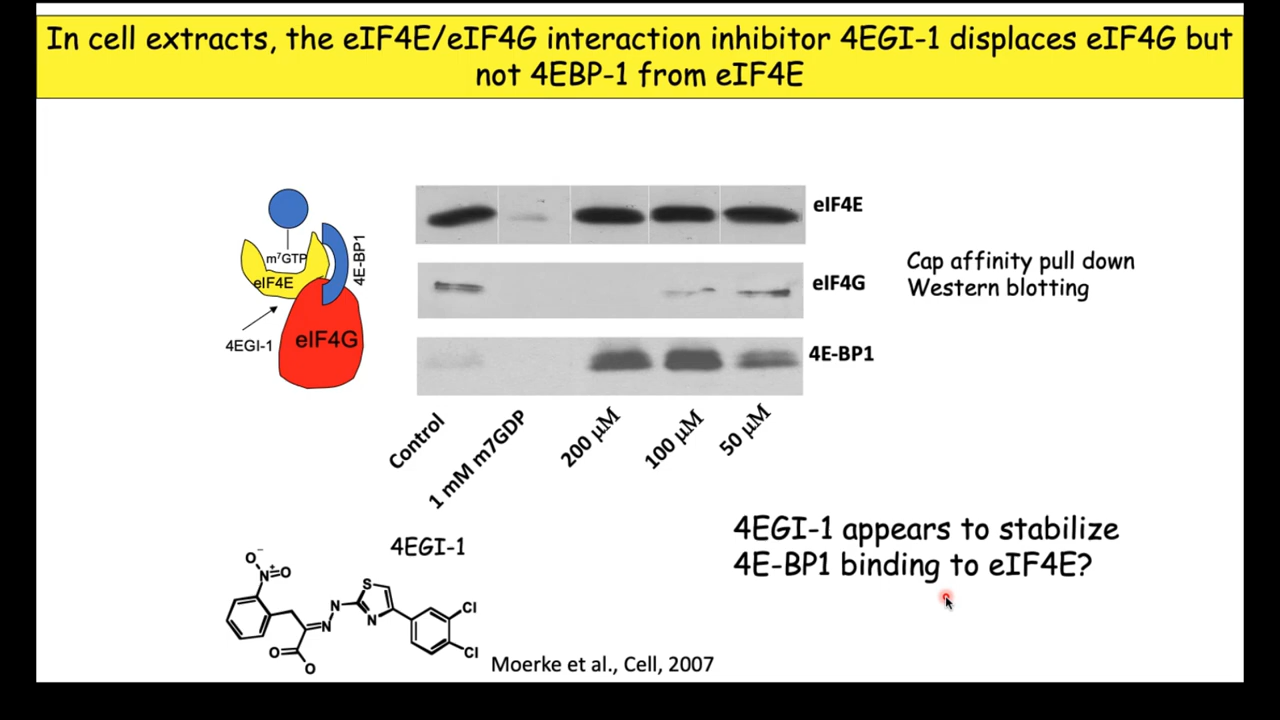 In cell extracts, the eIF4E/eIF4G interaction inhibitor 4EGI-1 displaces eIF4G but
not 4EBP-1 from eIF4E
m⁷GTP
eIF4E
4E-BP1
eIF4G
4EGI-1
eIF4E
eIF4G
4E-BP1
Cap affinity pull down
Western blotting
Control
1 mM m7GDP
200 μM
100 μM
50 μM
4EGI-1 appears to stabilize
4E-BP1 binding to eIF4E?
4EGI-1
O⁻
N⁺
O
S
N
N
N
Cl
Cl
O
O
Moerke et al., Cell, 2007